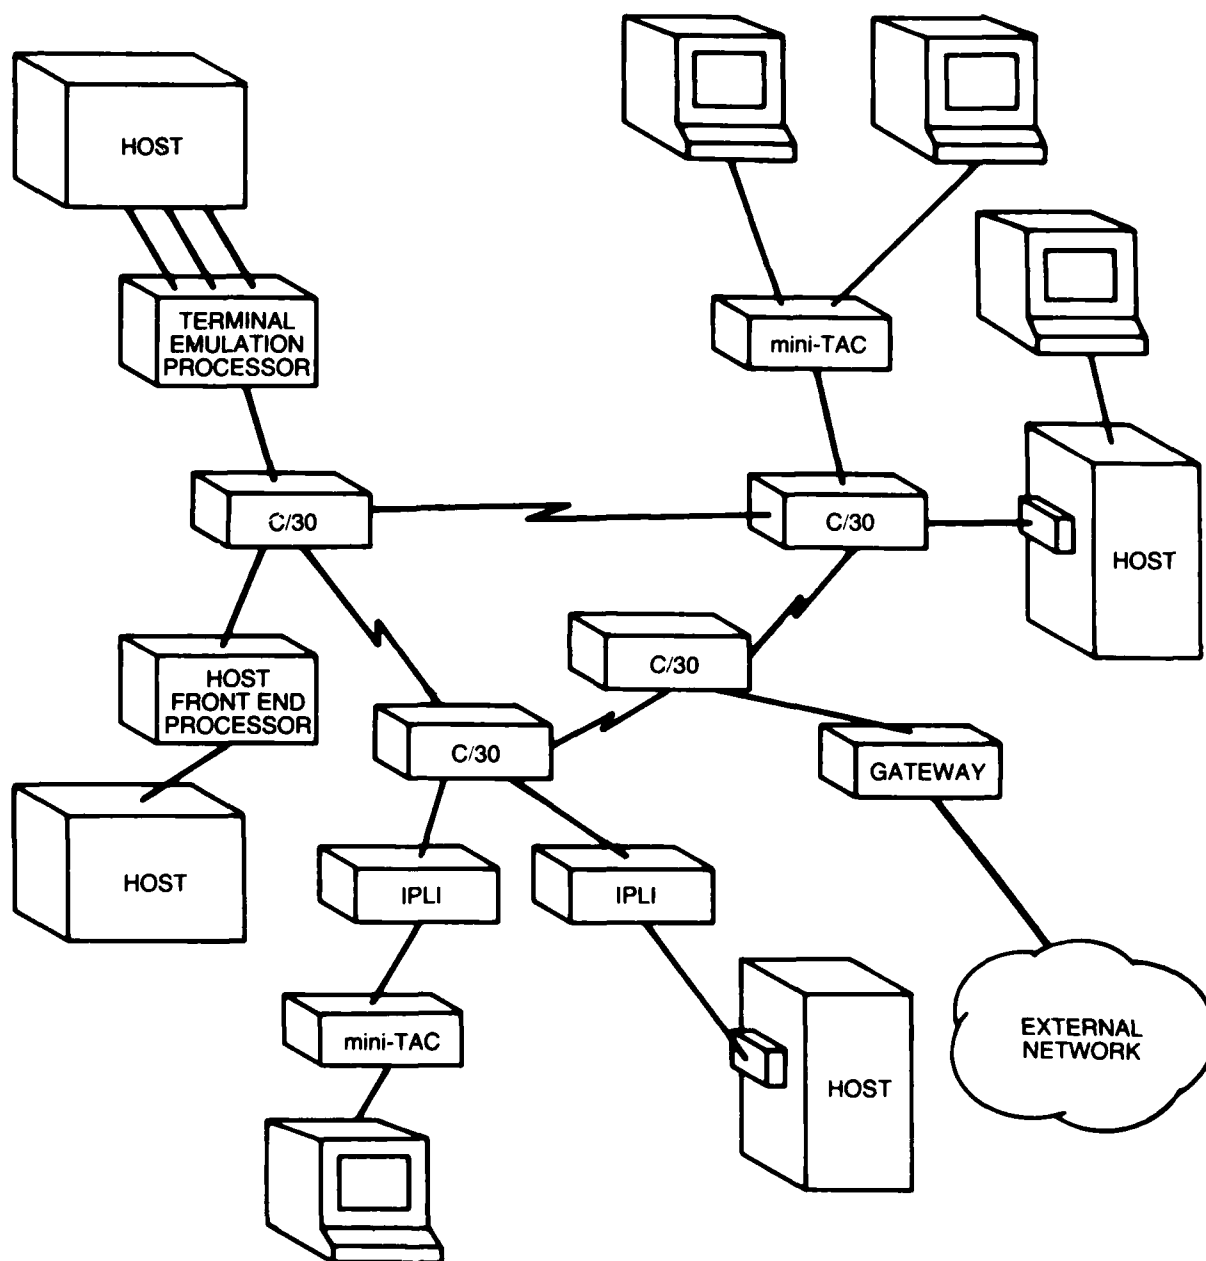 HOST
TERMINAL
EMULATION
PROCESSOR
mini-TAC
C/30
C/30
HOST
C/30
HOST
FRONT END
PROCESSOR
C/30
GATEWAY
HOST
IPLI
IPLI
EXTERNAL
NETWORK
mini-TAC
HOST